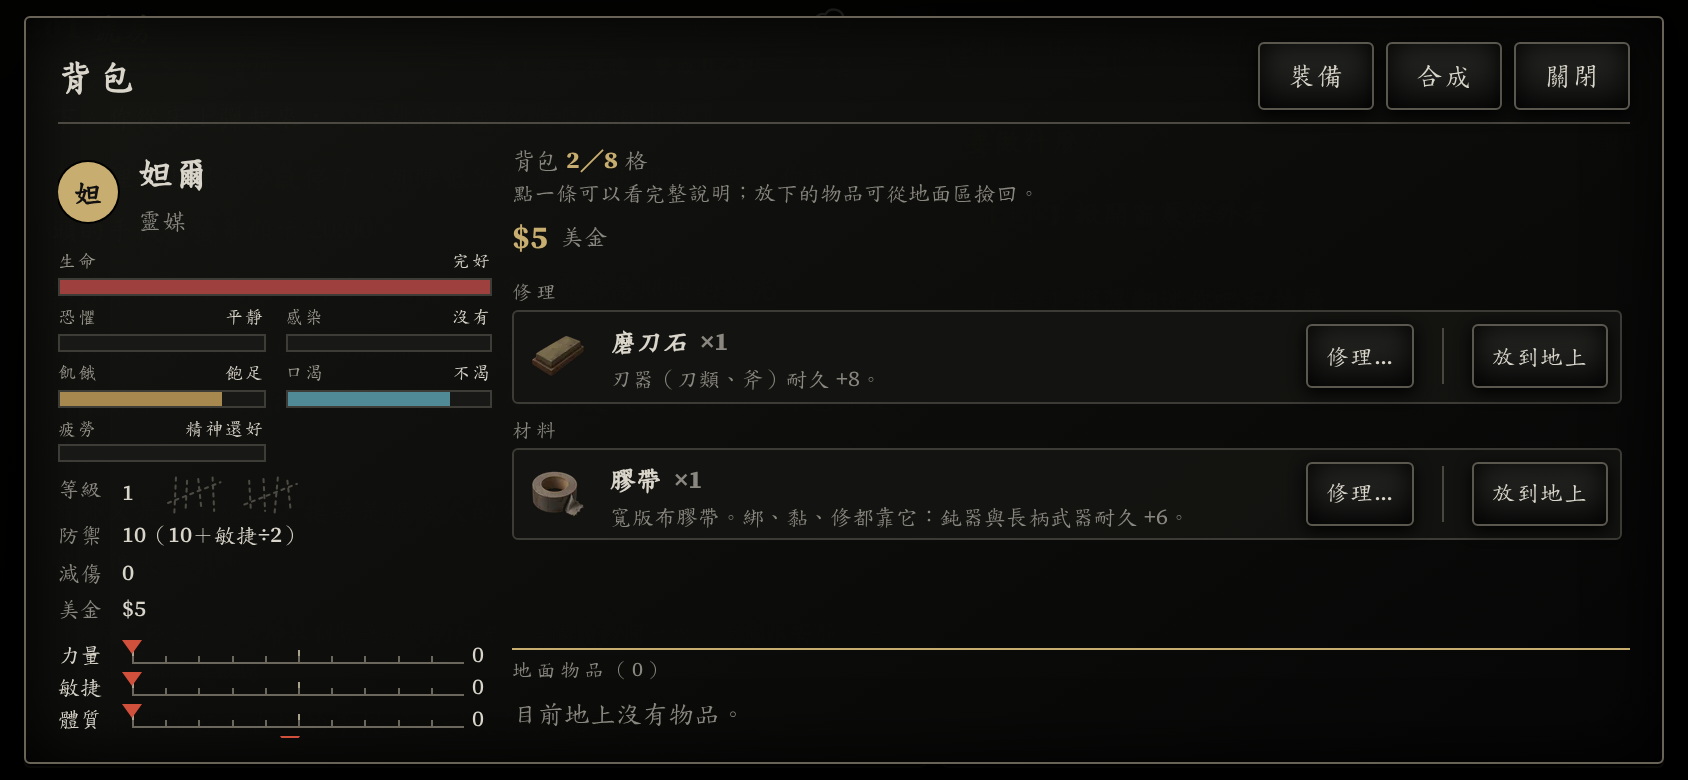 背包
裝備
合成
關閉
妲
妲爾
靈媒
生命 完好
恐懼 平靜
感染 沒有
飢餓 飽足
口渴 不渴
疲勞 精神還好
等級 1
防禦 10（10＋敏捷÷2）
減傷 0
美金 $5
力量 0
敏捷 0
體質 0
背包 2／8 格
點一條可以看完整說明；放下的物品可從地面區撿回。
$5 美金
修理
磨刀石 ×1
刃器（刀類、斧）耐久 +8。
修理…
放到地上
材料
膠帶 ×1
寬版布膠帶。綁、黏、修都靠它：鈍器與長柄武器耐久 +6。
修理…
放到地上
地面物品（0）
目前地上沒有物品。